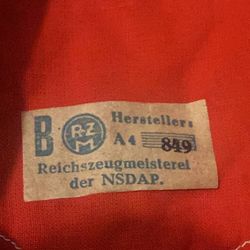 B RZM Hersteller:
A4 849
Reichszeugmeisterei
der NSDAP.